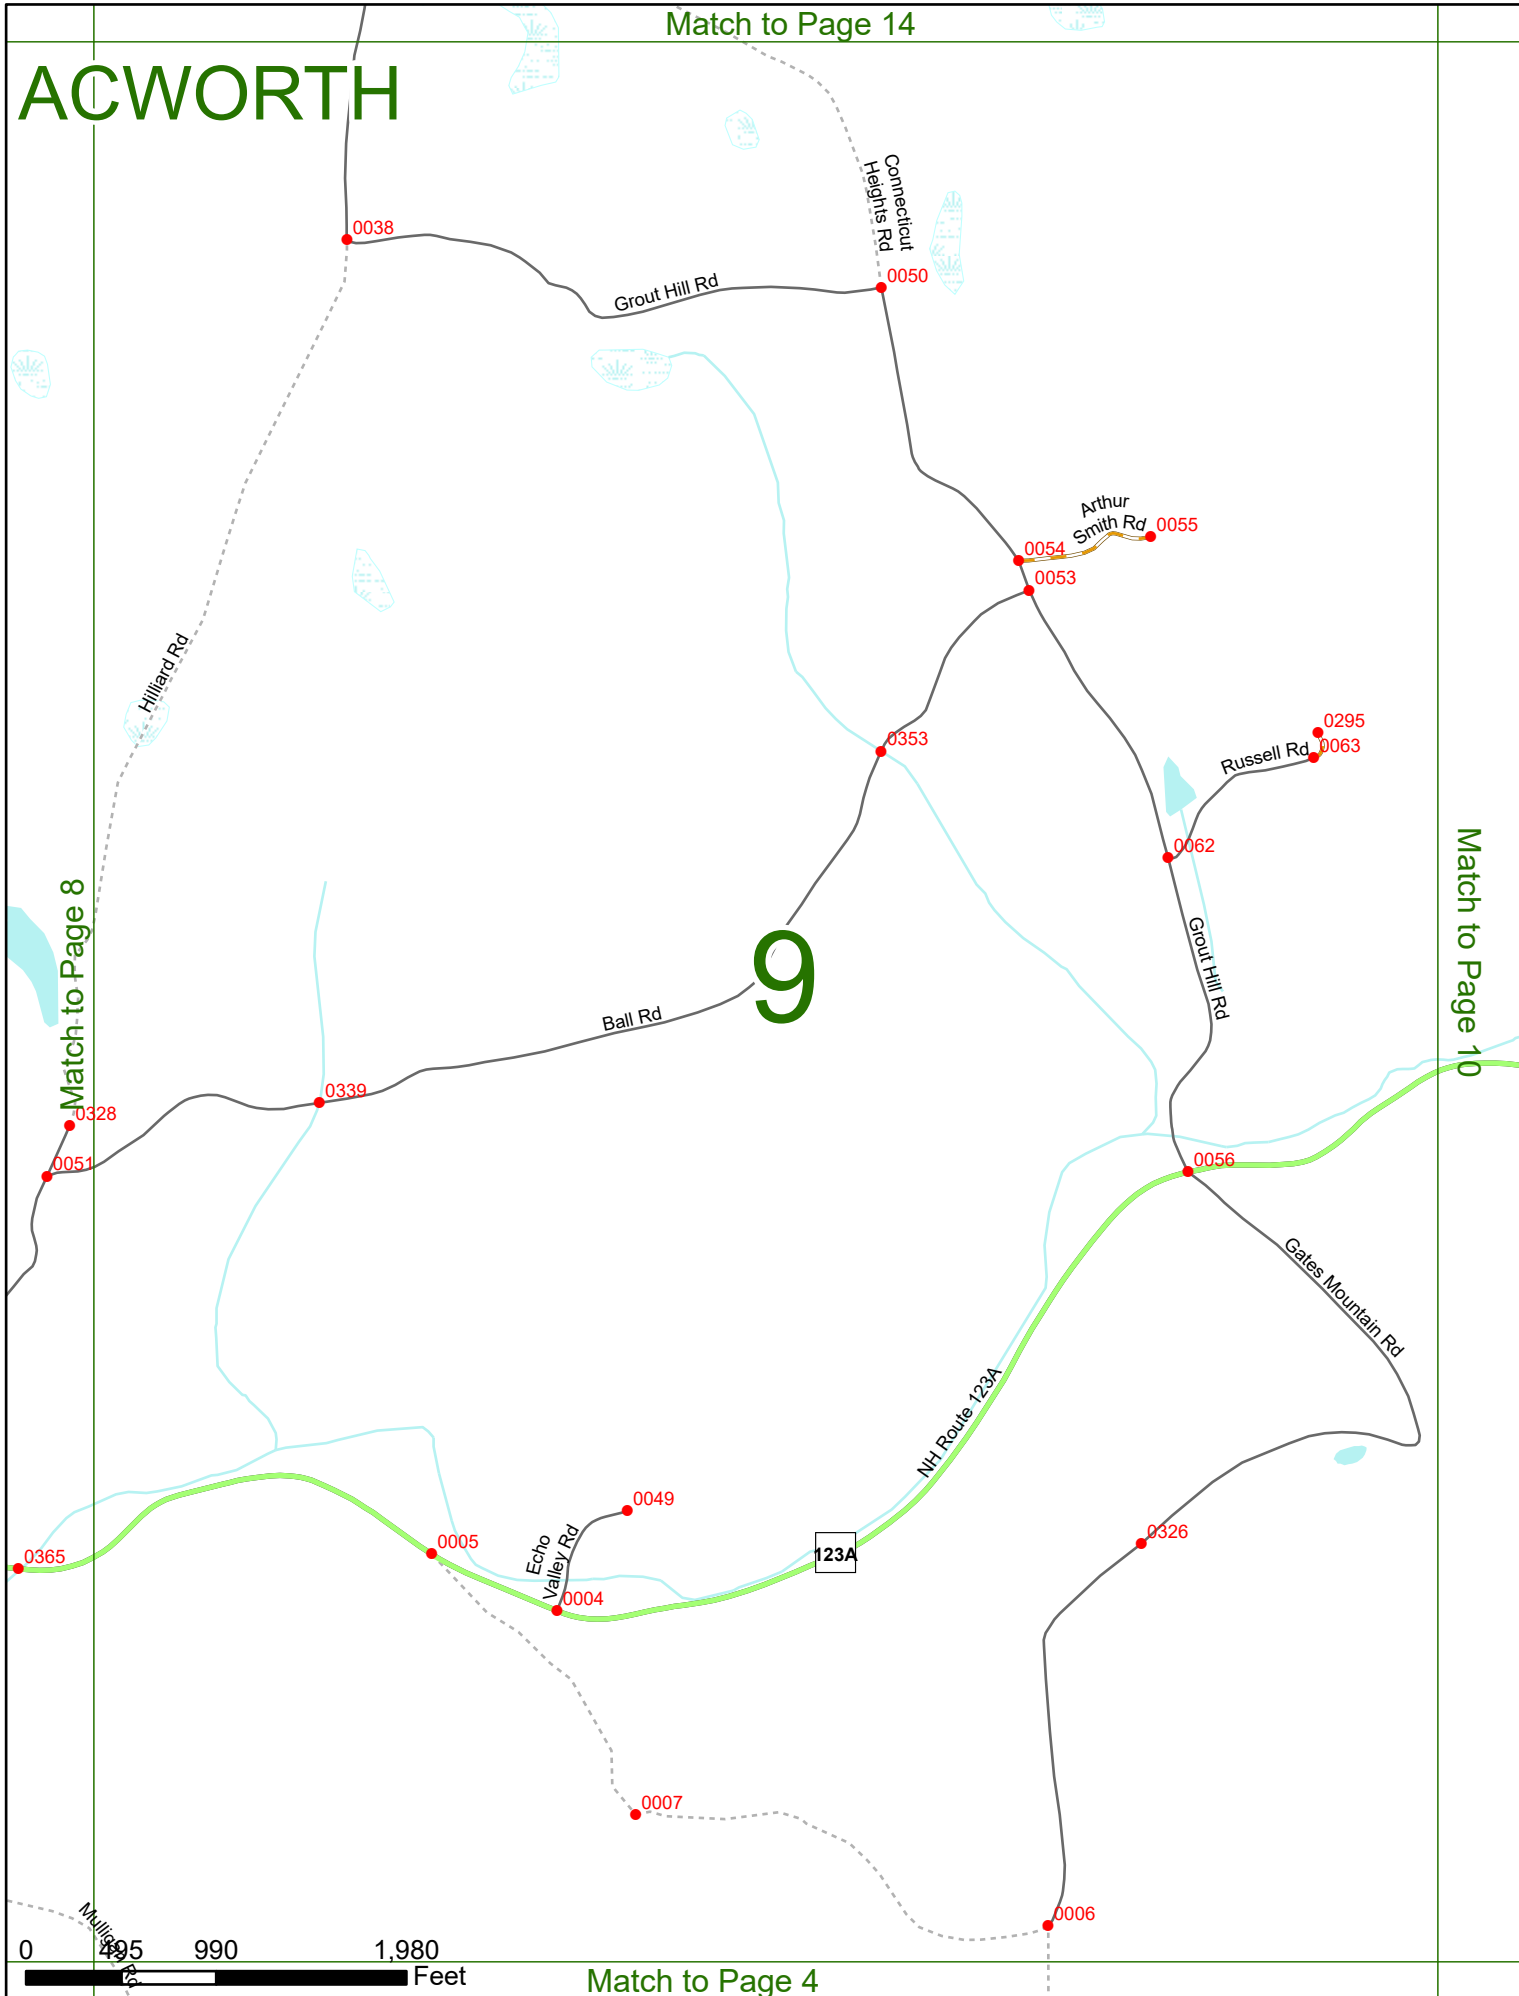 Match to Page 14
ACWORTH
Connecticut
Heights Rd
0038
0050
Grout Hill Rd
Arthur
Smith Rd
0055
0054
0053
Hilliard Rd
0295
0063
Russell Rd
0353
0062
Match to Page 8
Match to Page 10
9
Grout Hill Rd
Ball Rd
0339
0328
0051
0056
Gates Mountain Rd
NH Route 123A
0049
Echo
Valley Rd
123A
0326
0005
0365
0004
0007
0006
Mulligan Rd
0 495 990 1,980
Feet
Match to Page 4